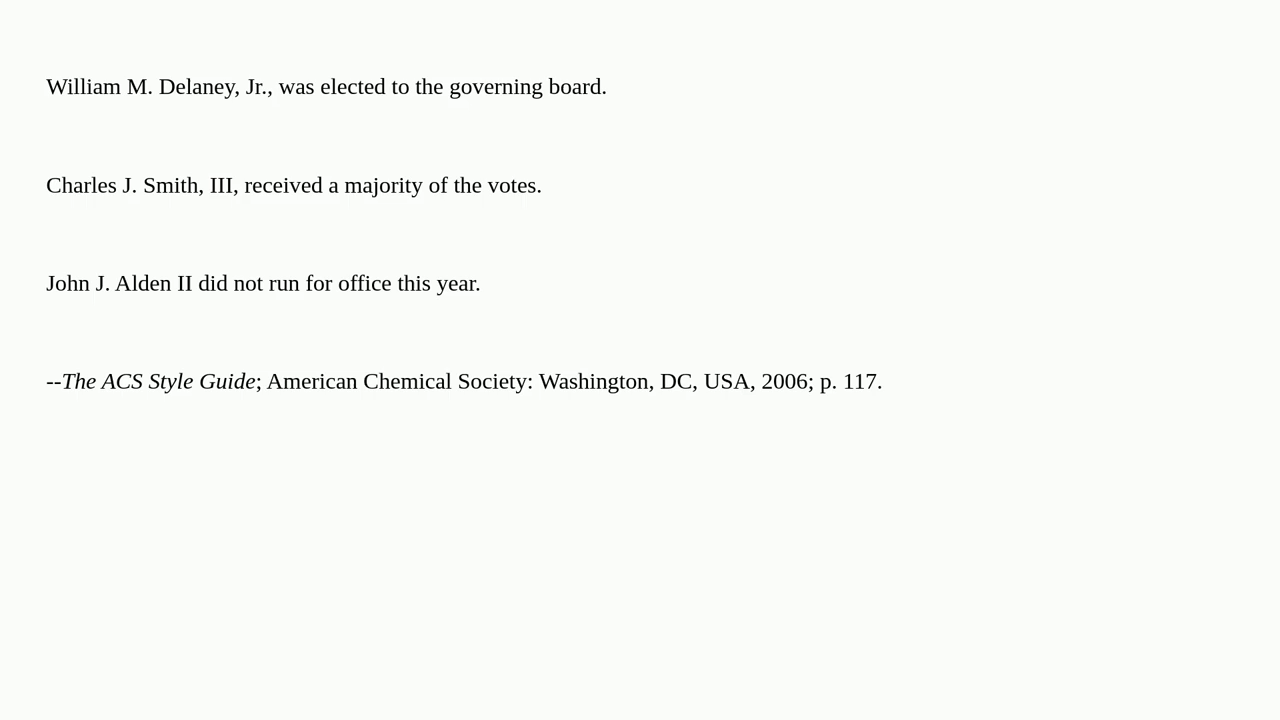 William M. Delaney, Jr., was elected to the governing board.
Charles J. Smith, III, received a majority of the votes.
John J. Alden II did not run for office this year.
--The ACS Style Guide; American Chemical Society: Washington, DC, USA, 2006; p. 117.